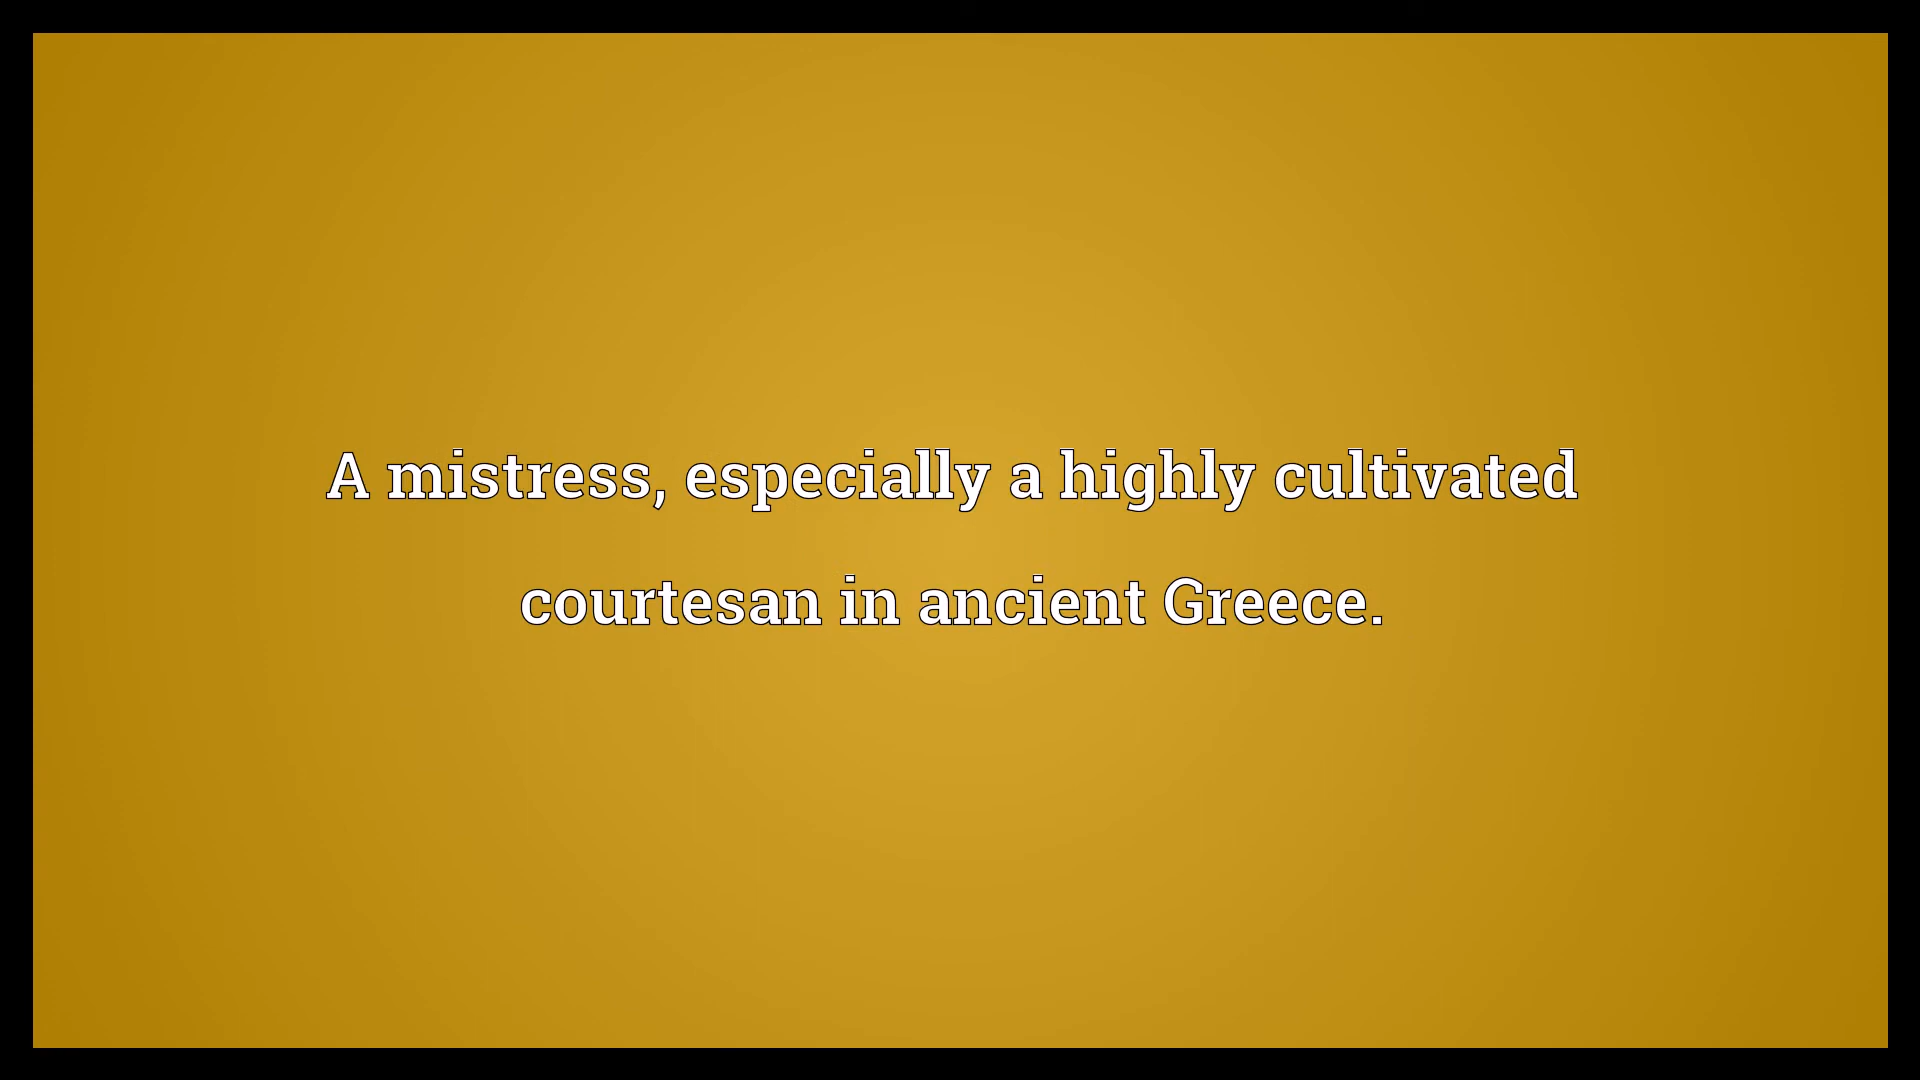 A mistress, especially a highly cultivated
courtesan in ancient Greece.